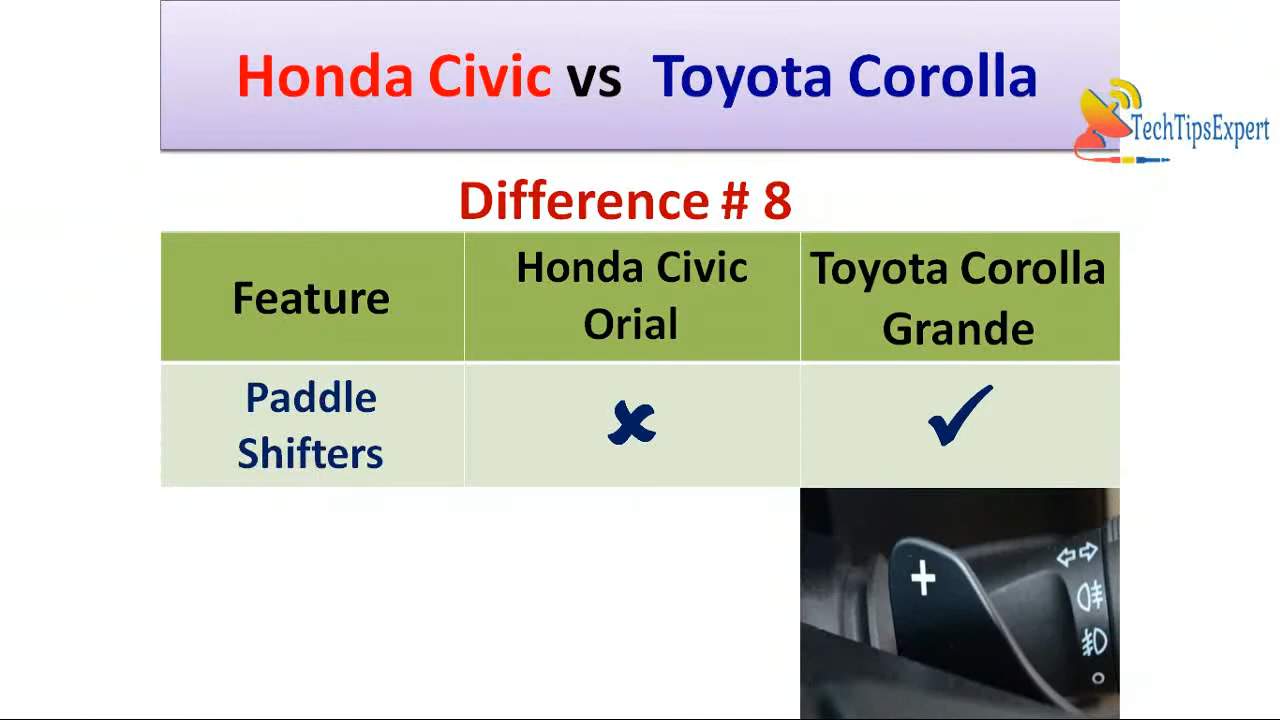 Honda Civic vs Toyota Corolla
TechTipsExpert
Difference # 8
Feature
Honda Civic
Orial
Toyota Corolla
Grande
Paddle
Shifters
✘
✔
+